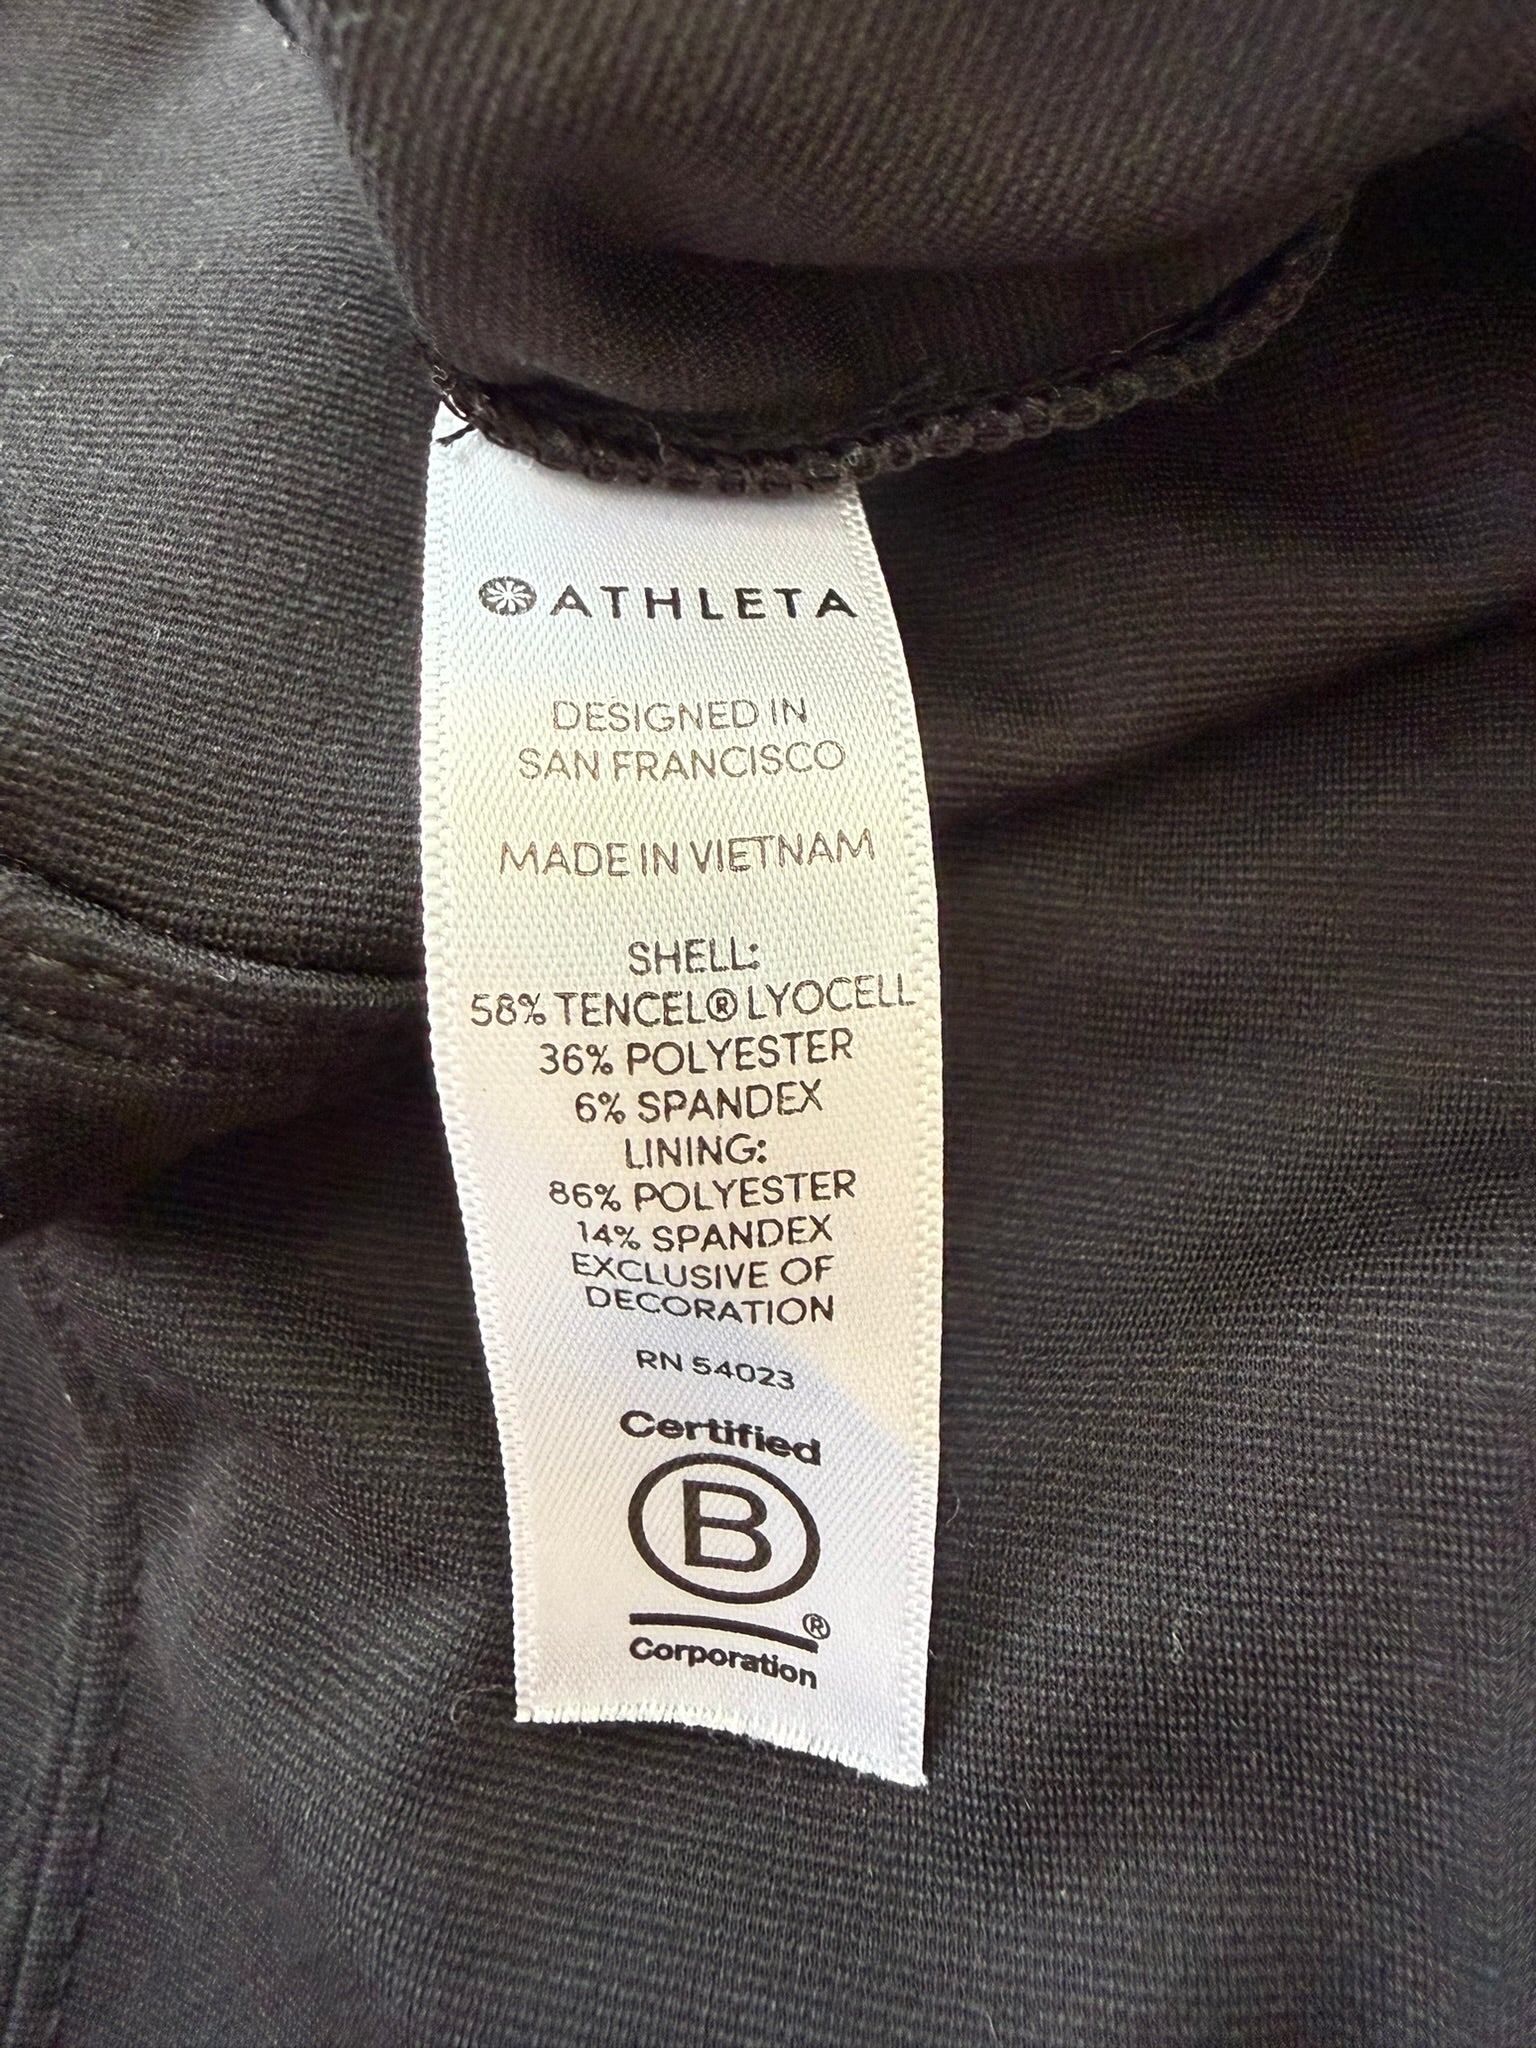 ATHLETA
DESIGNED IN
SAN FRANCISCO
MADE IN VIETNAM
SHELL:
58% TENCEL® LYOCELL
36% POLYESTER
6% SPANDEX
LINING:
86% POLYESTER
14% SPANDEX
EXCLUSIVE OF
DECORATION
RN 54023
Certified
B
®
Corporation